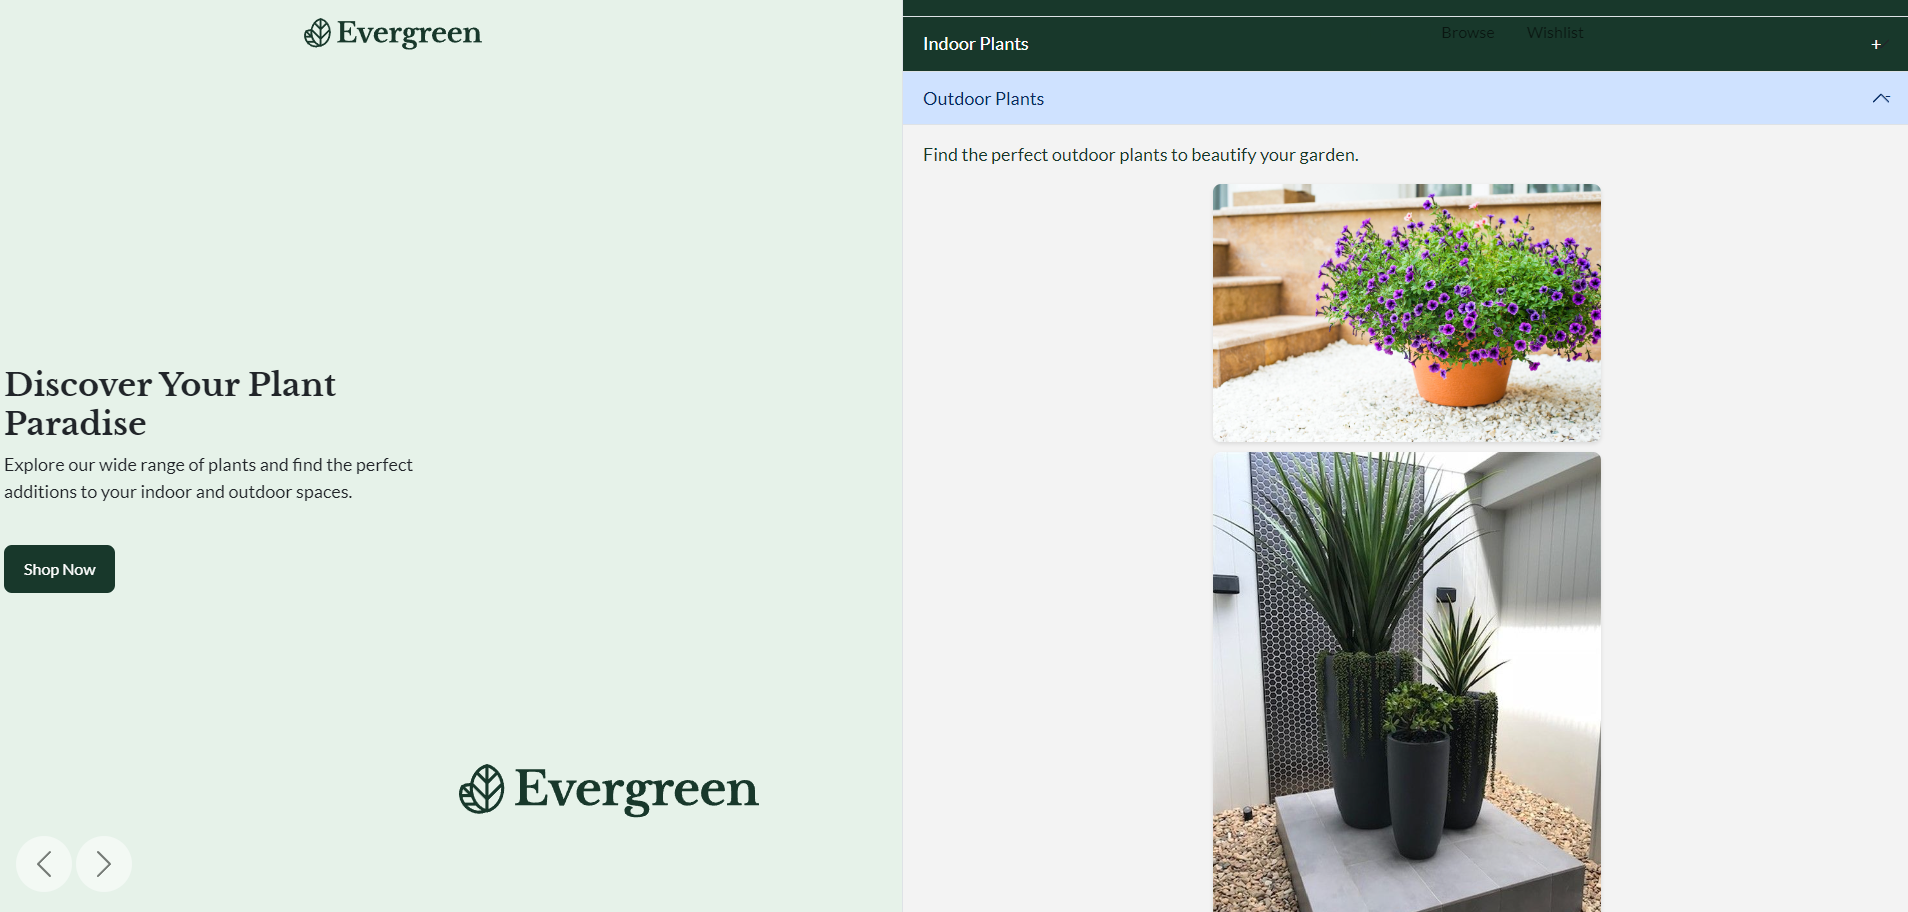 Evergreen
Browse
Wishlist
Indoor Plants
+
Outdoor Plants
Find the perfect outdoor plants to beautify your garden.
Discover Your Plant
Paradise
Explore our wide range of plants and find the perfect
additions to your indoor and outdoor spaces.
Shop Now
Evergreen